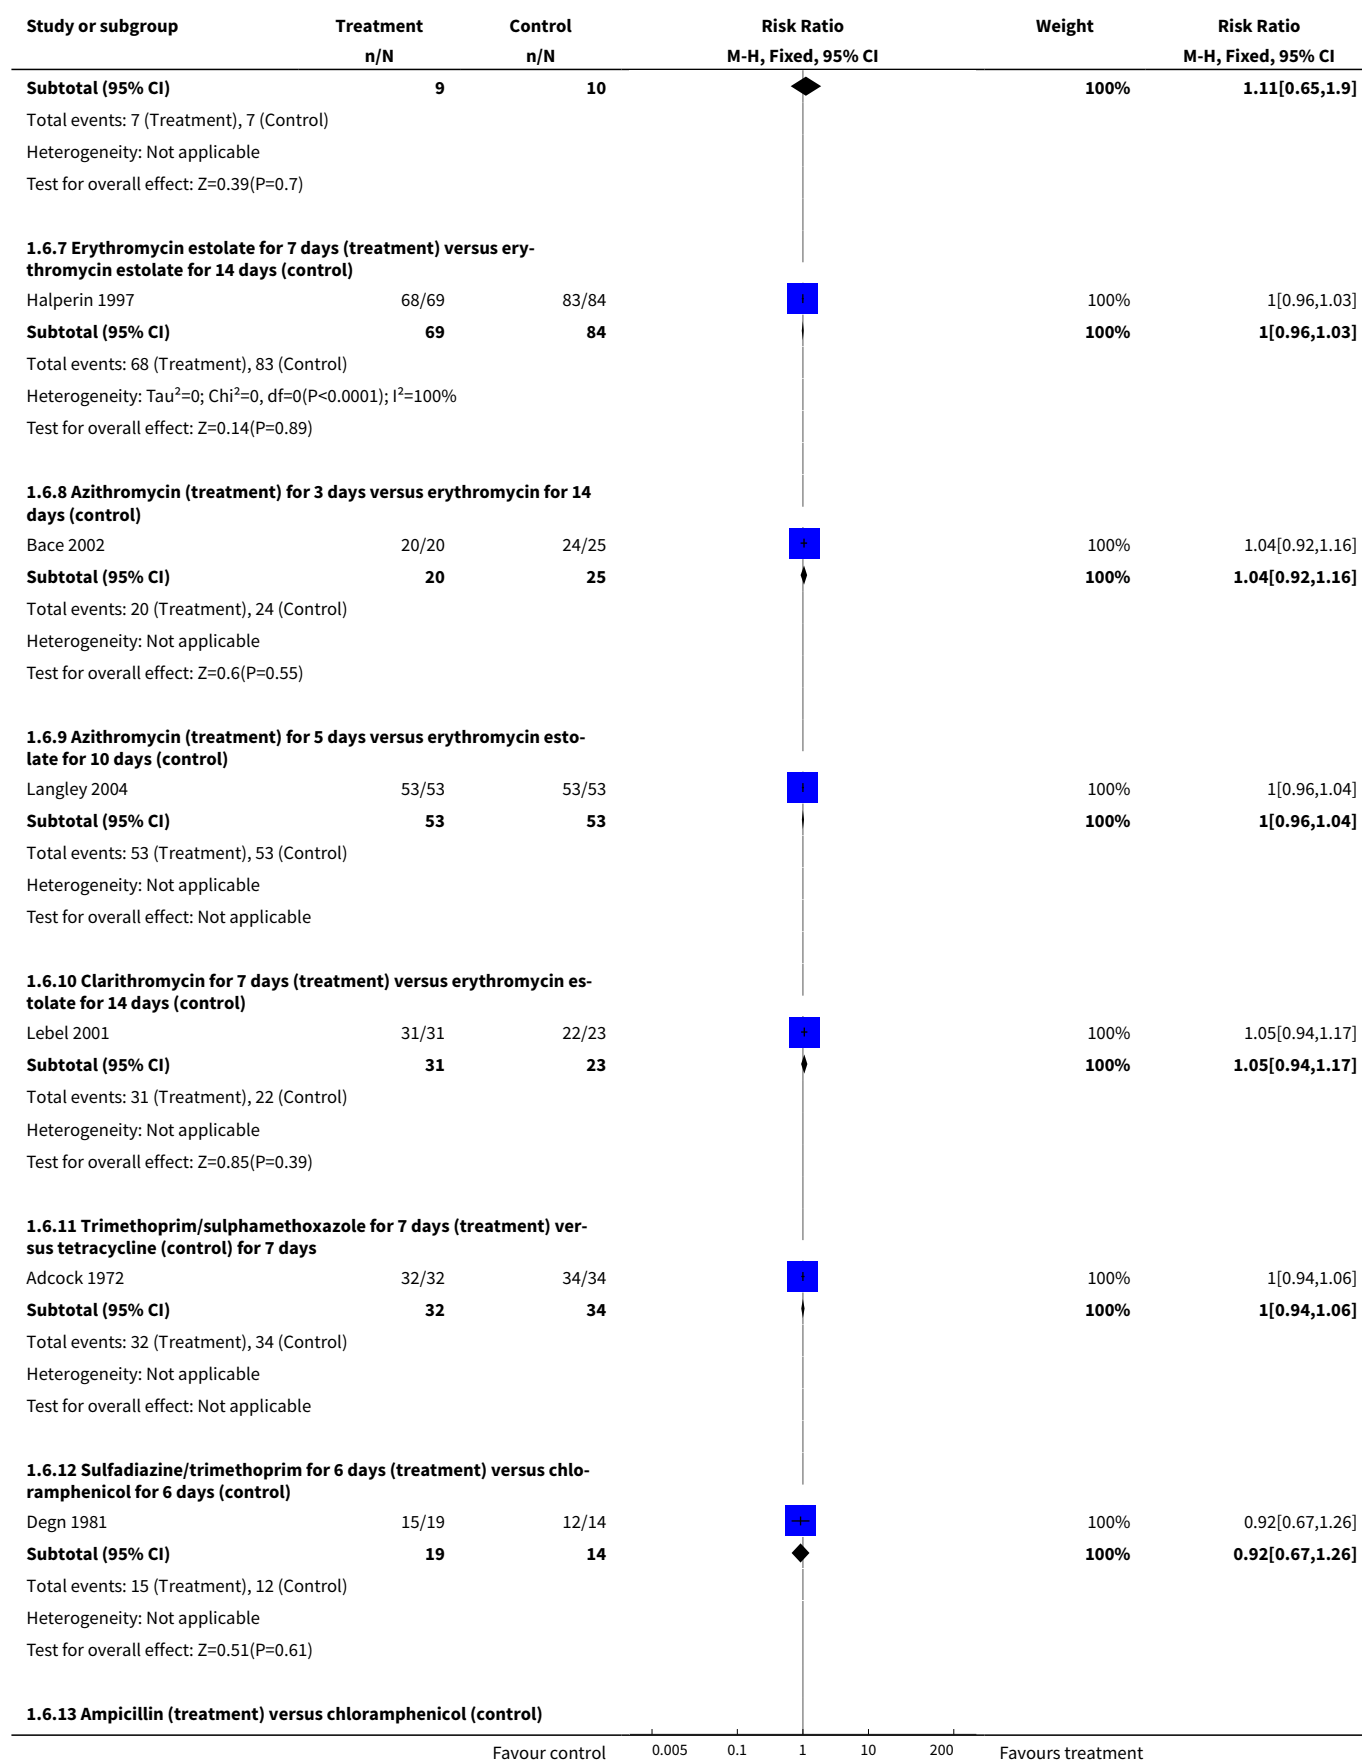 Study or subgroup Treatment Control Risk Ratio Weight Risk Ratio
n/N n/N M-H, Fixed, 95% CI M-H, Fixed, 95% CI
Subtotal (95% CI) 9 10 100% 1.11[0.65,1.9]
Total events: 7 (Treatment), 7 (Control)
Heterogeneity: Not applicable
Test for overall effect: Z=0.39(P=0.7)
1.6.7 Erythromycin estolate for 7 days (treatment) versus ery-
thromycin estolate for 14 days (control)
Halperin 1997 68/69 83/84 100% 1[0.96,1.03]
Subtotal (95% CI) 69 84 100% 1[0.96,1.03]
Total events: 68 (Treatment), 83 (Control)
Heterogeneity: Tau²=0; Chi²=0, df=0(P<0.0001); I²=100%
Test for overall effect: Z=0.14(P=0.89)
1.6.8 Azithromycin (treatment) for 3 days versus erythromycin for 14
days (control)
Bace 2002 20/20 24/25 100% 1.04[0.92,1.16]
Subtotal (95% CI) 20 25 100% 1.04[0.92,1.16]
Total events: 20 (Treatment), 24 (Control)
Heterogeneity: Not applicable
Test for overall effect: Z=0.6(P=0.55)
1.6.9 Azithromycin (treatment) for 5 days versus erythromycin esto-
late for 10 days (control)
Langley 2004 53/53 53/53 100% 1[0.96,1.04]
Subtotal (95% CI) 53 53 100% 1[0.96,1.04]
Total events: 53 (Treatment), 53 (Control)
Heterogeneity: Not applicable
Test for overall effect: Not applicable
1.6.10 Clarithromycin for 7 days (treatment) versus erythromycin es-
tolate for 14 days (control)
Lebel 2001 31/31 22/23 100% 1.05[0.94,1.17]
Subtotal (95% CI) 31 23 100% 1.05[0.94,1.17]
Total events: 31 (Treatment), 22 (Control)
Heterogeneity: Not applicable
Test for overall effect: Z=0.85(P=0.39)
1.6.11 Trimethoprim/sulphamethoxazole for 7 days (treatment) ver-
sus tetracycline (control) for 7 days
Adcock 1972 32/32 34/34 100% 1[0.94,1.06]
Subtotal (95% CI) 32 34 100% 1[0.94,1.06]
Total events: 32 (Treatment), 34 (Control)
Heterogeneity: Not applicable
Test for overall effect: Not applicable
1.6.12 Sulfadiazine/trimethoprim for 6 days (treatment) versus chlo-
ramphenicol for 6 days (control)
Degn 1981 15/19 12/14 100% 0.92[0.67,1.26]
Subtotal (95% CI) 19 14 100% 0.92[0.67,1.26]
Total events: 15 (Treatment), 12 (Control)
Heterogeneity: Not applicable
Test for overall effect: Z=0.51(P=0.61)
1.6.13 Ampicillin (treatment) versus chloramphenicol (control)
Favour control 0.005 0.1 1 10 200 Favours treatment